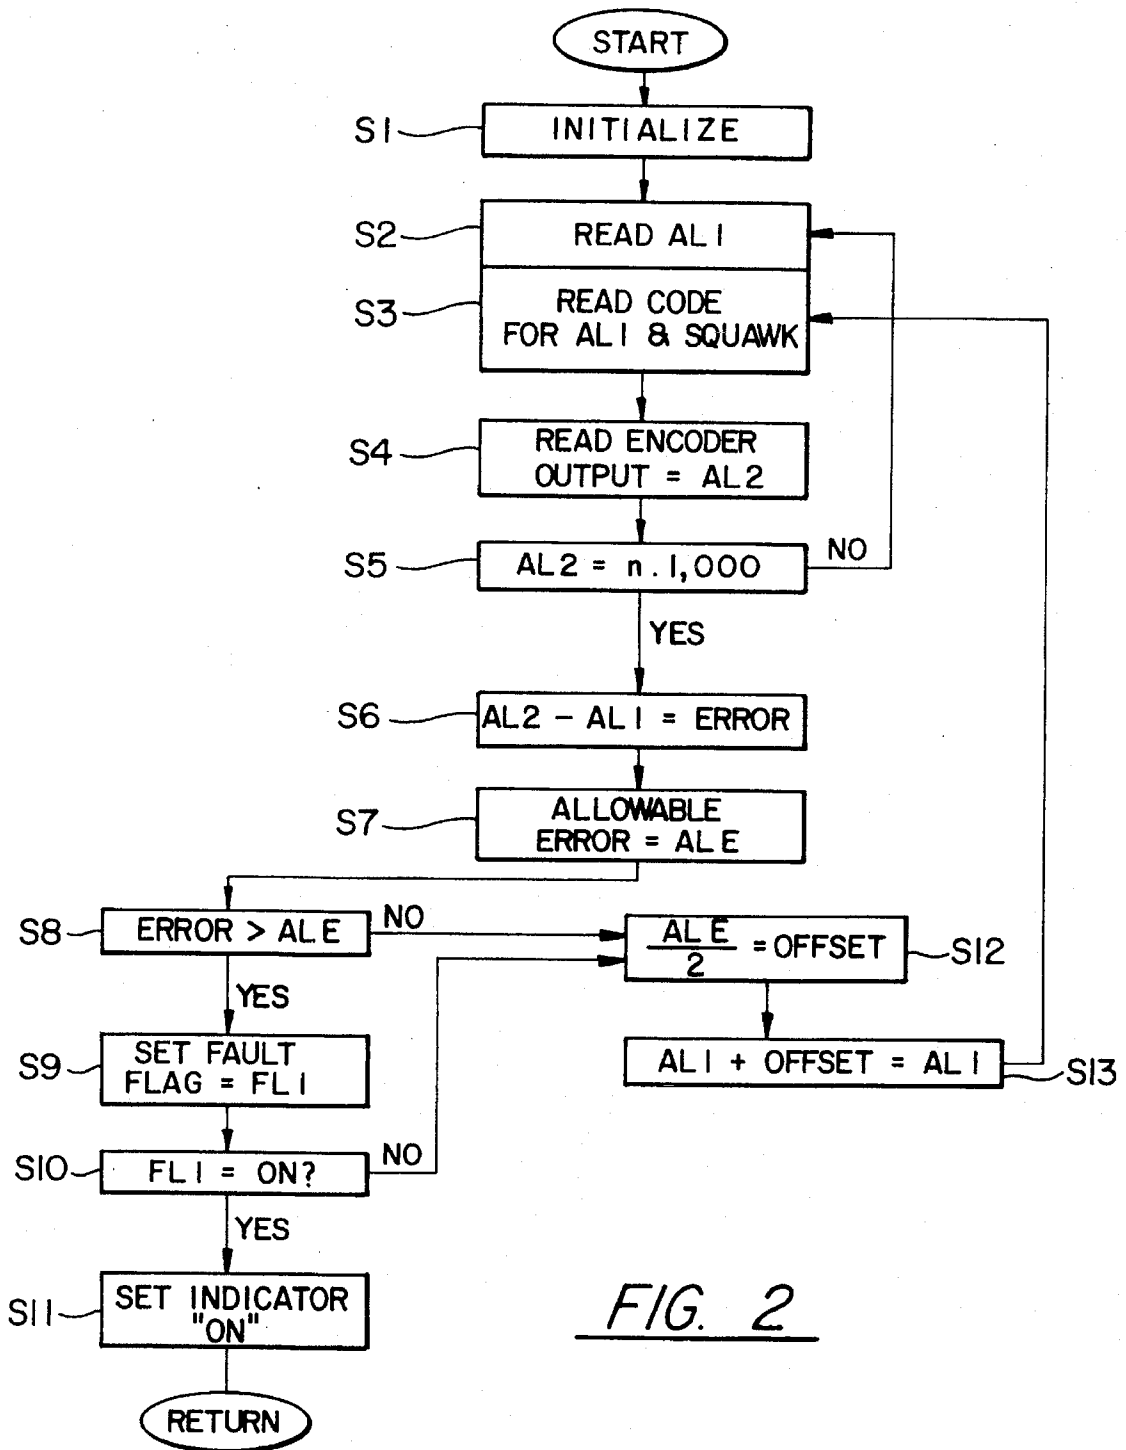 START
S1
INITIALIZE
S2
READ AL1
S3
READ CODE
FOR AL1 & SQUAWK
S4
READ ENCODER
OUTPUT = AL2
S5
AL2 = n . 1,000
NO
YES
S6
AL2 - AL1 = ERROR
S7
ALLOWABLE
ERROR = ALE
S8
ERROR > ALE
NO
ALE
2
= OFFSET
S12
YES
S9
SET FAULT
FLAG = FL1
AL1 + OFFSET = AL1
S13
S10
FL1 = ON?
NO
YES
S11
SET INDICATOR
"ON"
RETURN
FIG. 2